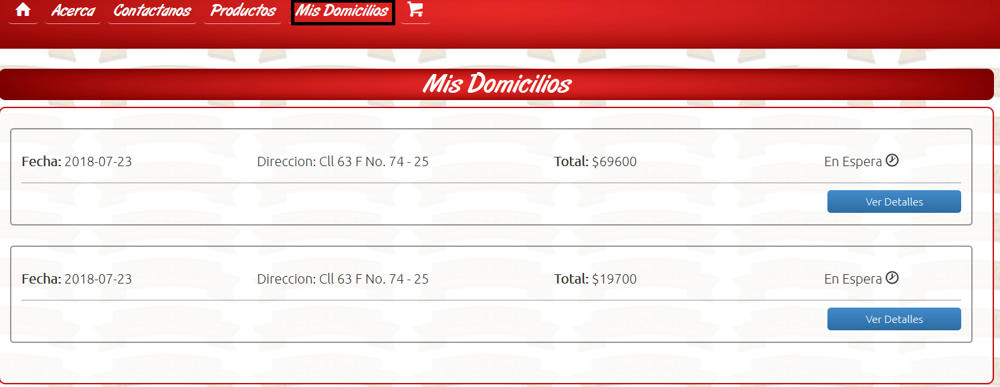 Acerca Contactanos Productos Mis Domicilios
Mis Domicilios
Fecha: 2018-07-23 Direccion: Cll 63 F No. 74 - 25 Total: $69600 En Espera
Ver Detalles
Fecha: 2018-07-23 Direccion: Cll 63 F No. 74 - 25 Total: $19700 En Espera
Ver Detalles